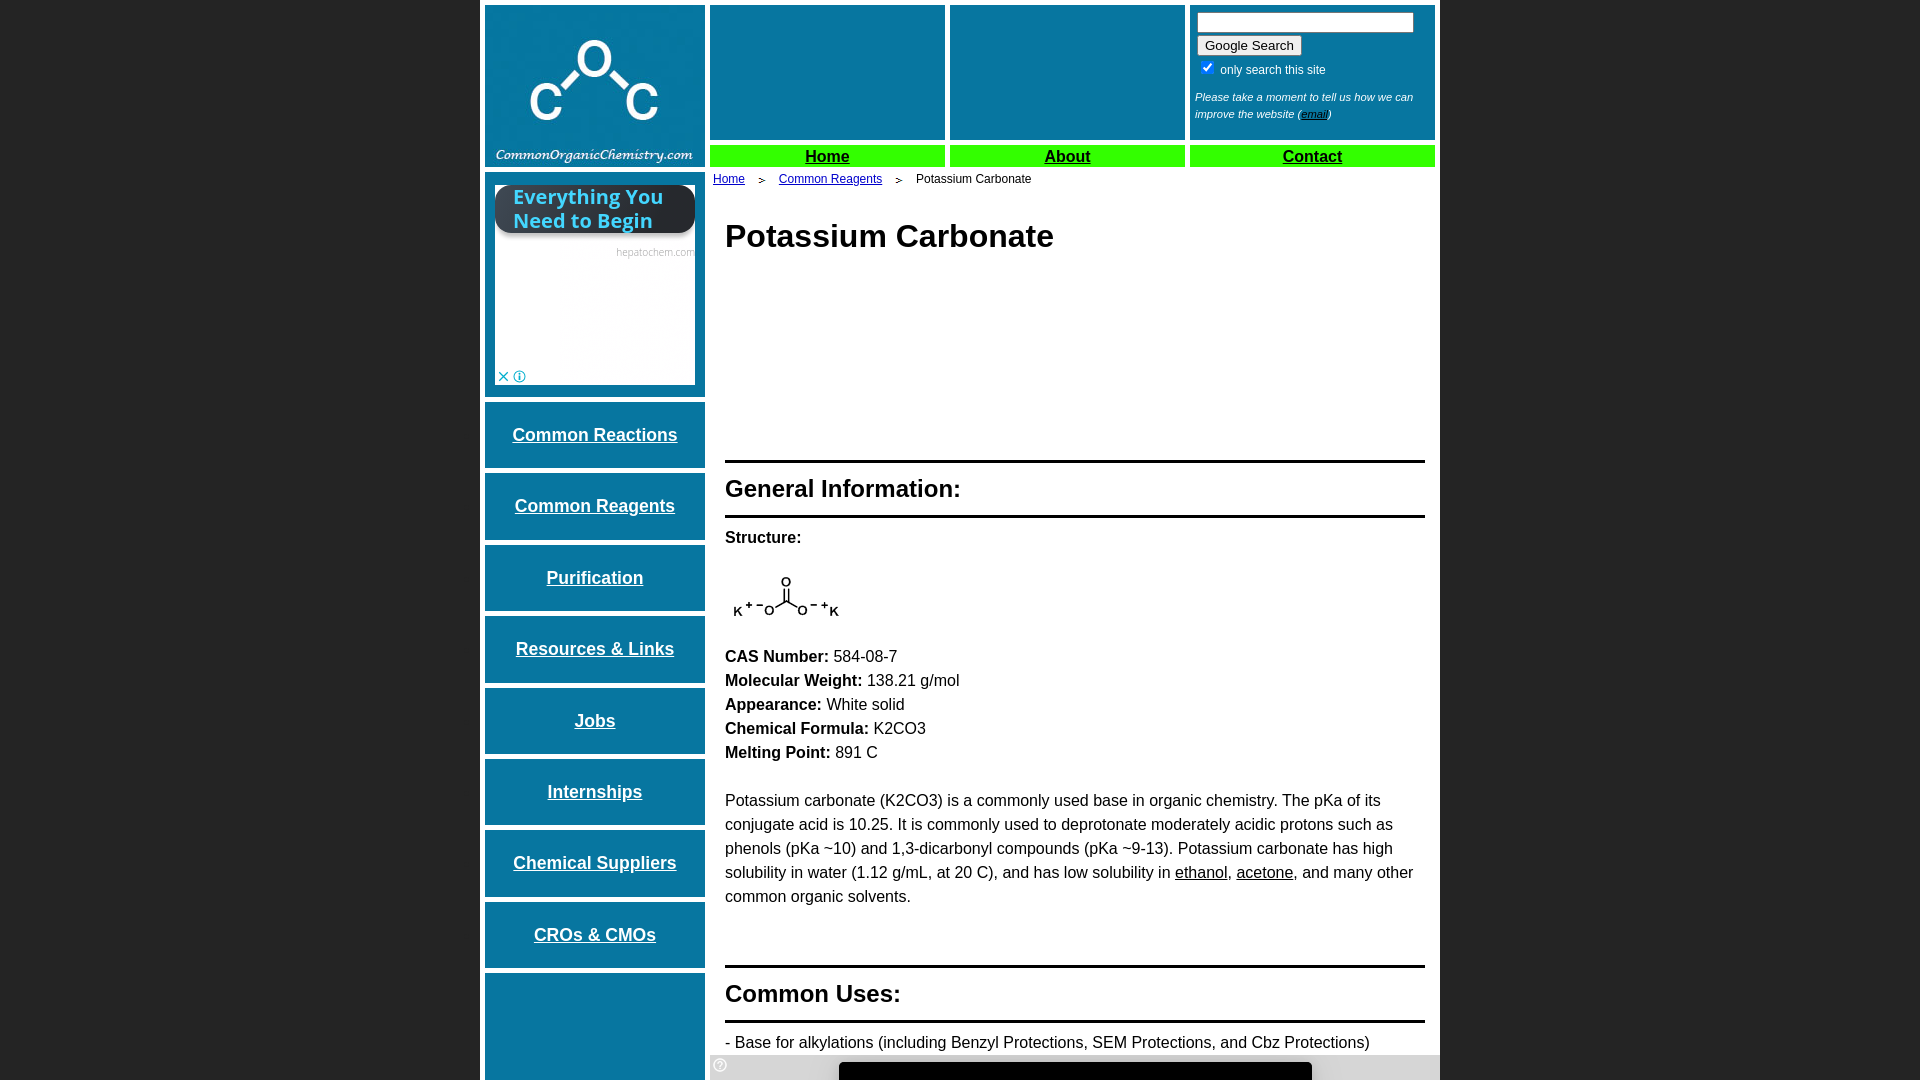 O
C C
CommonOrganicChemistry.com
Google Search
only search this site
Please take a moment to tell us how we can
improve the website (email)
Home About Contact
Home > Common Reagents > Potassium Carbonate
Everything You
Need to Begin
hepatochem.com
Common Reactions
Common Reagents
Purification
Resources & Links
Jobs
Internships
Chemical Suppliers
CROs & CMOs
Potassium Carbonate
General Information:
Structure:
O
K + − O O − + K
CAS Number: 584-08-7
Molecular Weight: 138.21 g/mol
Appearance: White solid
Chemical Formula: K2CO3
Melting Point: 891 C
Potassium carbonate (K2CO3) is a commonly used base in organic chemistry. The pKa of its
conjugate acid is 10.25. It is commonly used to deprotonate moderately acidic protons such as
phenols (pKa ~10) and 1,3-dicarbonyl compounds (pKa ~9-13). Potassium carbonate has high
solubility in water (1.12 g/mL, at 20 C), and has low solubility in ethanol, acetone, and many other
common organic solvents.
Common Uses:
- Base for alkylations (including Benzyl Protections, SEM Protections, and Cbz Protections)